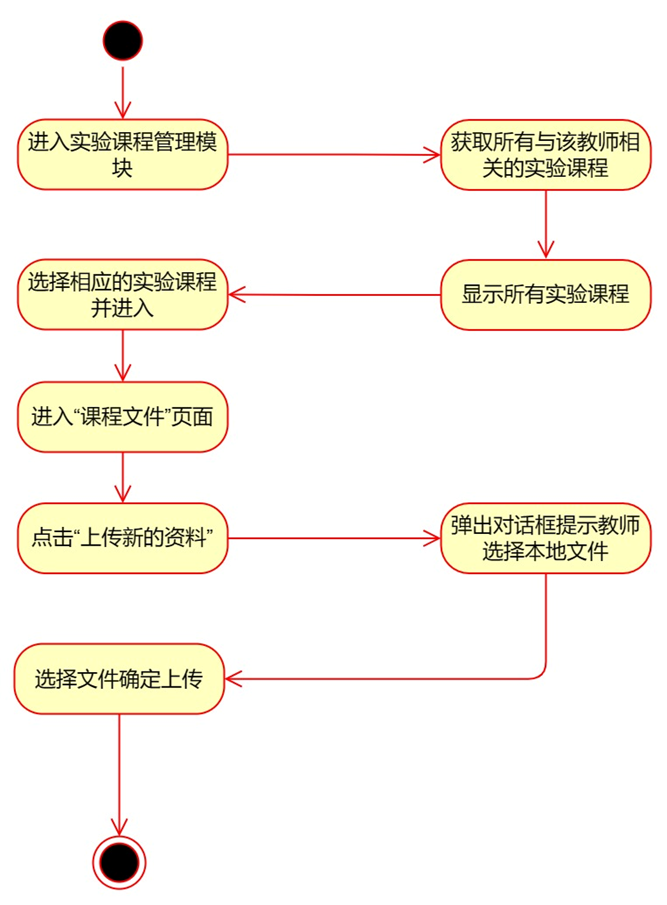 进入实验课程管理模
块
获取所有与该教师相
关的实验课程
显示所有实验课程
选择相应的实验课程
并进入
进入“课程文件”页面
点击“上传新的资料”
弹出对话框提示教师
选择本地文件
选择文件确定上传